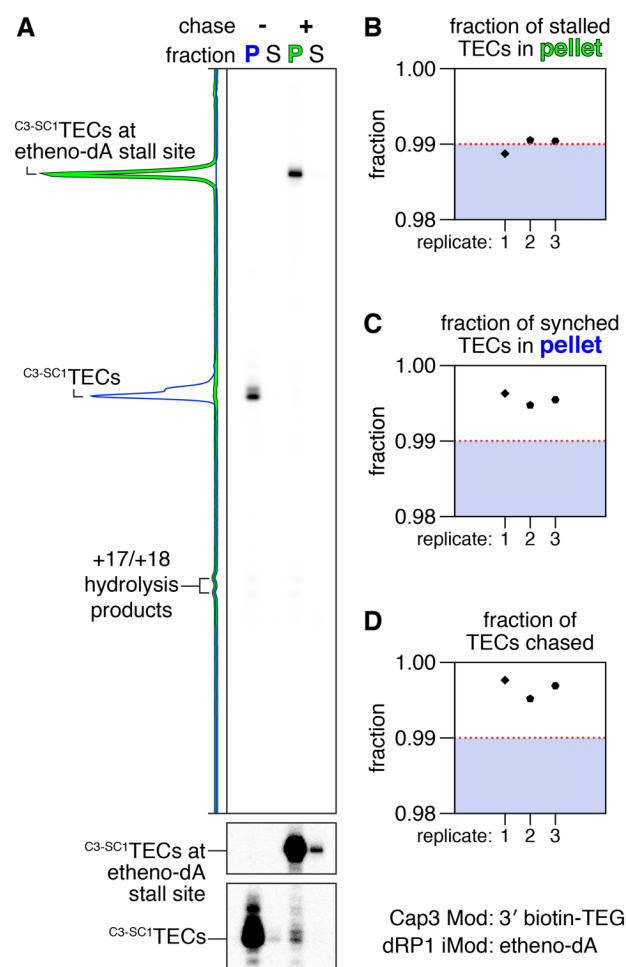 A
chase - +
fraction P S P S
C3-SC1TECs at
etheno-dA stall site
C3-SC1TECs
+17/+18
hydrolysis
products
C3-SC1TECs at
etheno-dA
stall site
C3-SC1TECs
B
fraction of stalled
TECs in pellet
1.00
0.99
0.98
fraction
replicate: 1 2 3
C
fraction of synched
TECs in pellet
1.00
0.99
0.98
fraction
replicate: 1 2 3
D
fraction of
TECs chased
1.00
0.99
0.98
fraction
replicate: 1 2 3
Cap3 Mod: 3′ biotin-TEG
dRP1 iMod: etheno-dA